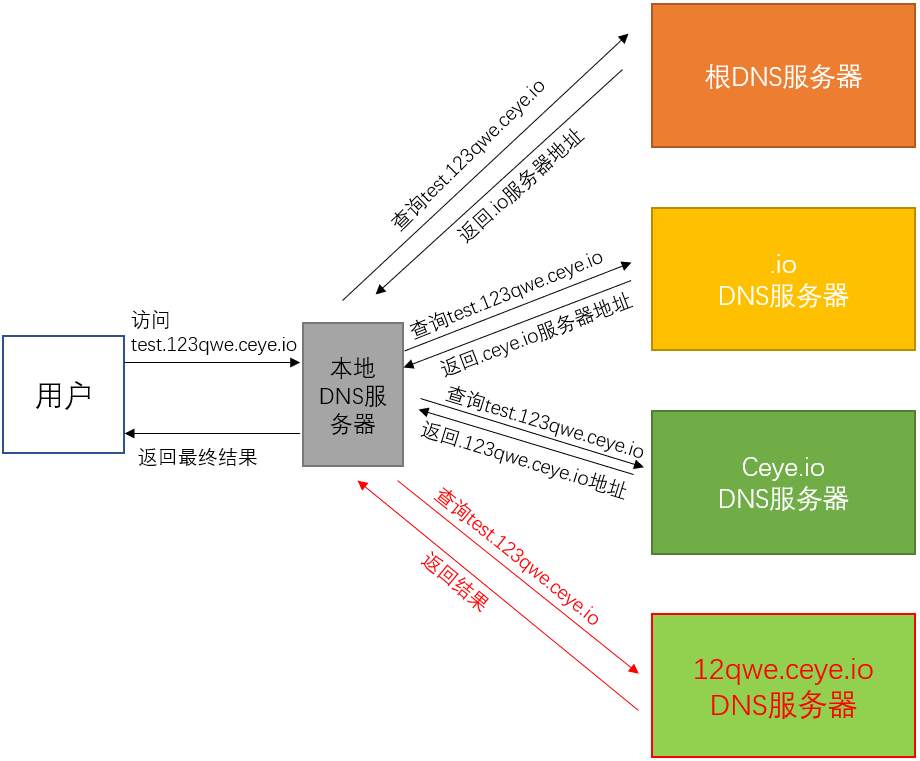 根DNS服务器
查询test.123qwe.ceye.io
返回.io服务器地址
.io
DNS服务器
查询test.123qwe.ceye.io
返回.ceye.io服务器地址
访问
test.123qwe.ceye.io
用户
本地
DNS服
务器
返回最终结果
查询test.123qwe.ceye.io
返回.123qwe.ceye.io地址
Ceye.io
DNS服务器
查询test.123qwe.ceye.io
返回结果
12qwe.ceye.io
DNS服务器